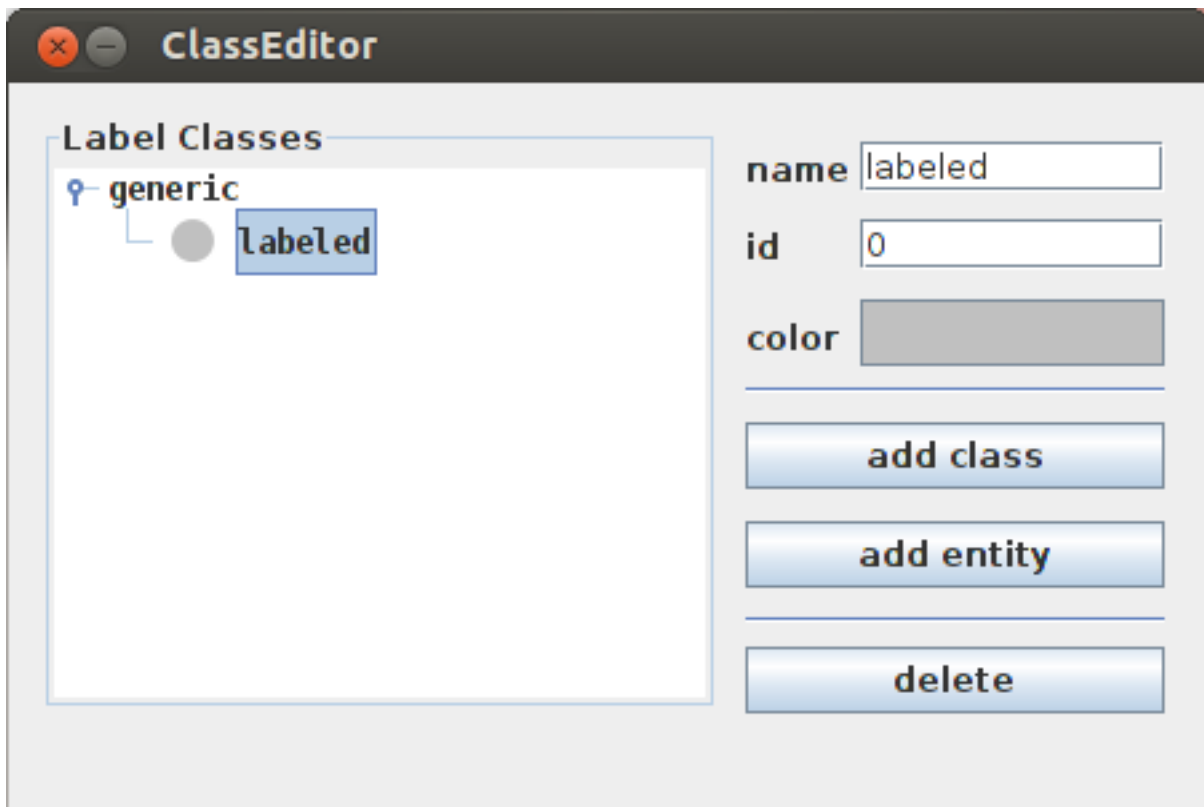 ClassEditor
Label Classes
generic
labeled
name labeled
id 0
color
add class
add entity
delete